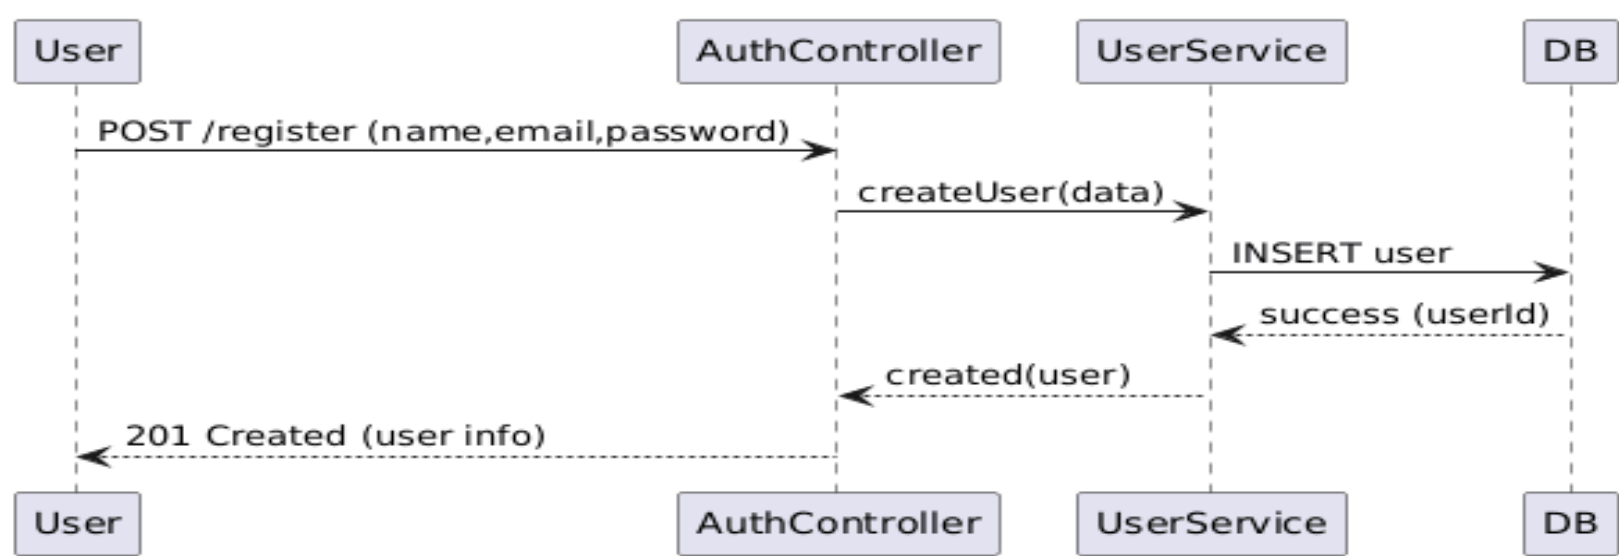 User AuthController UserService DB
POST /register (name,email,password)
createUser(data)
INSERT user
success (userId)
created(user)
201 Created (user info)
User AuthController UserService DB